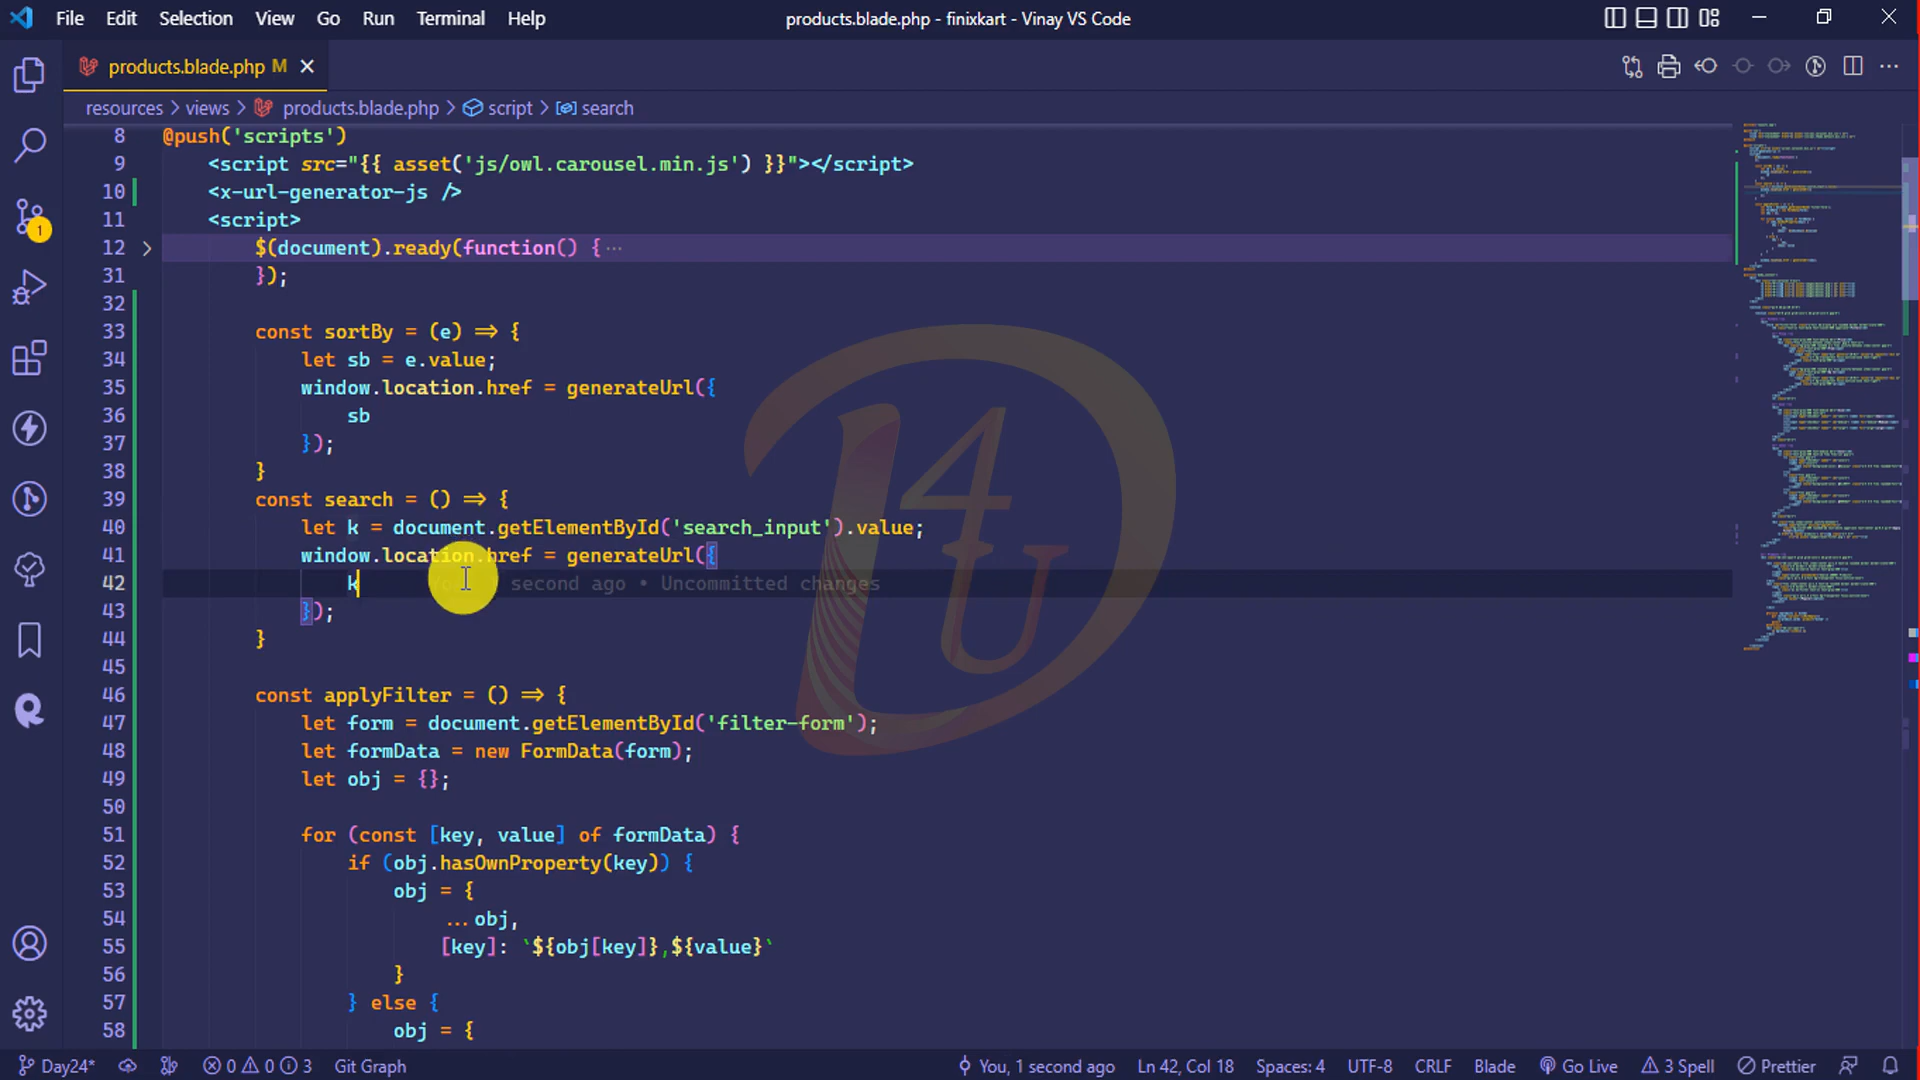 File Edit Selection View Go Run Terminal Help products.blade.php - finixkart - Vinay VS Code
products.blade.php M
resources > views > products.blade.php > script > search
8 @push('scripts')
9 <script src="{{ asset('js/owl.carousel.min.js') }}"></script>
10 <x-url-generator-js />
11 <script>
12 $(document).ready(function() { ···
31 });
32
33 const sortBy = (e) => {
34 let sb = e.value;
35 window.location.href = generateUrl({
36 sb
37 });
38 }
39 const search = () => {
40 let k = document.getElementById('search_input').value;
41 window.location.href = generateUrl({
42 k second ago • Uncommitted changes
43 });
44 }
45
46 const applyFilter = () => {
47 let form = document.getElementById('filter-form');
48 let formData = new FormData(form);
49 let obj = {};
50
51 for (const [key, value] of formData) {
52 if (obj.hasOwnProperty(key)) {
53 obj = {
54 ...obj,
55 [key]: `${obj[key]},${value}`
56 }
57 } else {
58 obj = {
D4U
1
Day24* 0 0 3 Git Graph You, 1 second ago Ln 42, Col 18 Spaces: 4 UTF-8 CRLF Blade Go Live 3 Spell Prettier